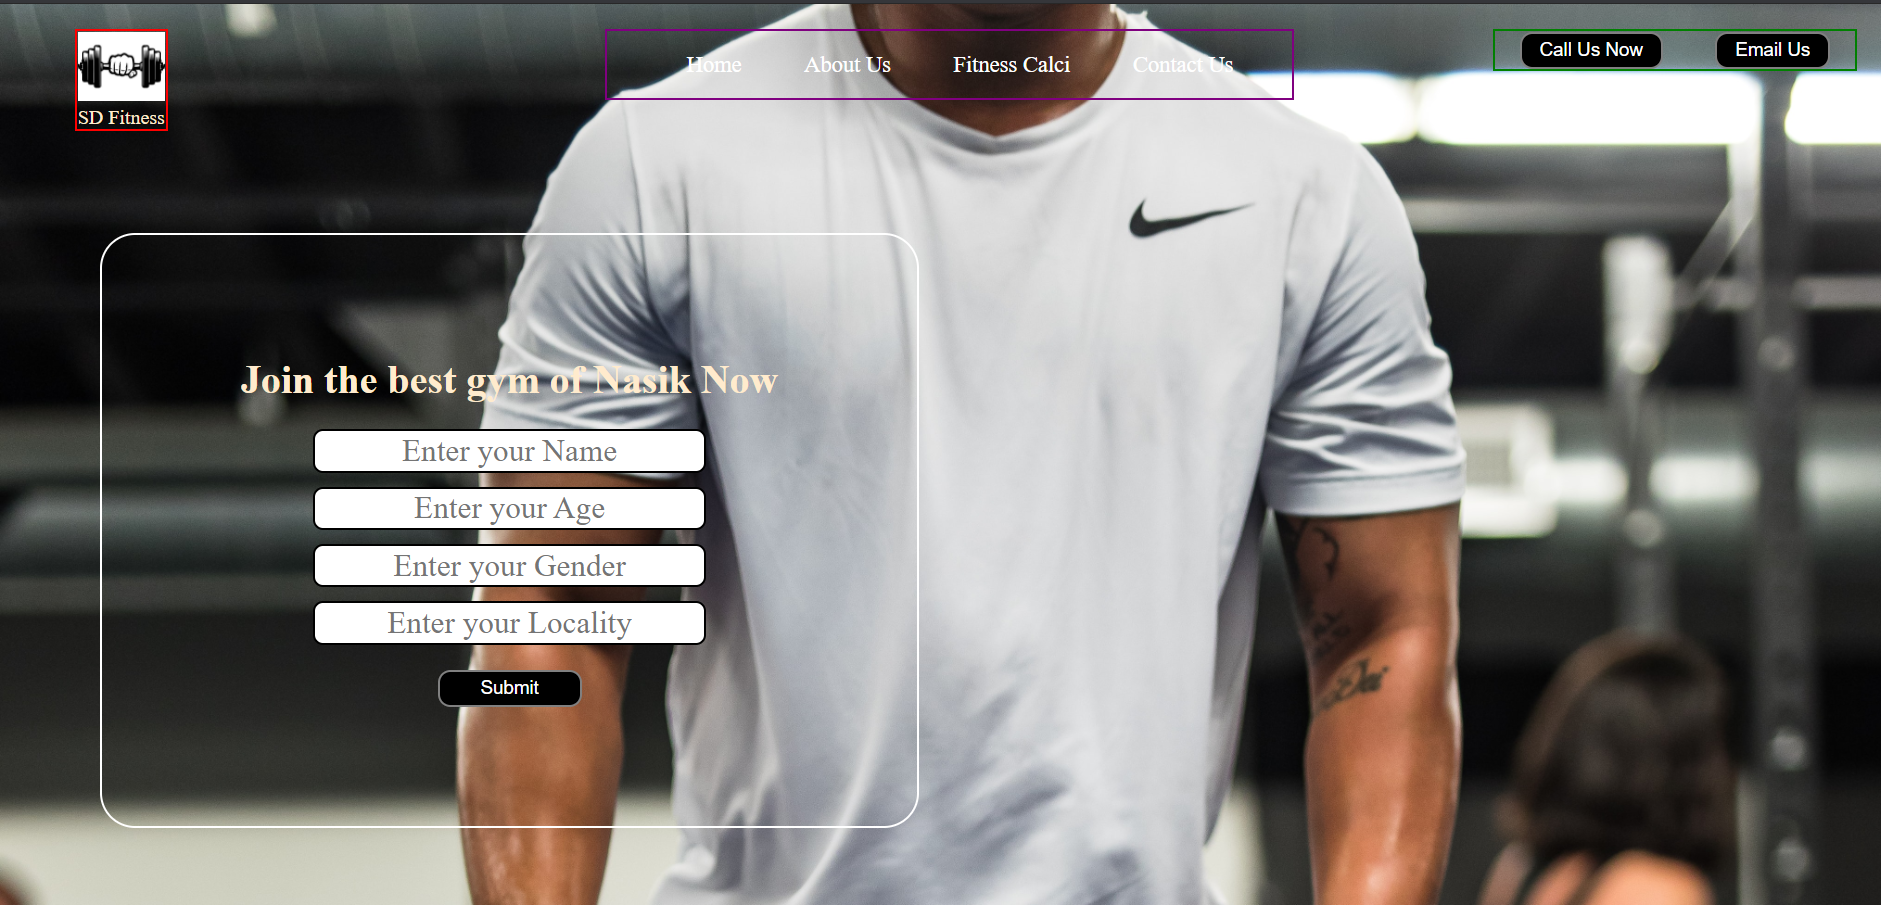 SD Fitness
Home About Us Fitness Calci Contact Us
Call Us Now Email Us
Join the best gym of Nasik Now
Enter your Name
Enter your Age
Enter your Gender
Enter your Locality
Submit